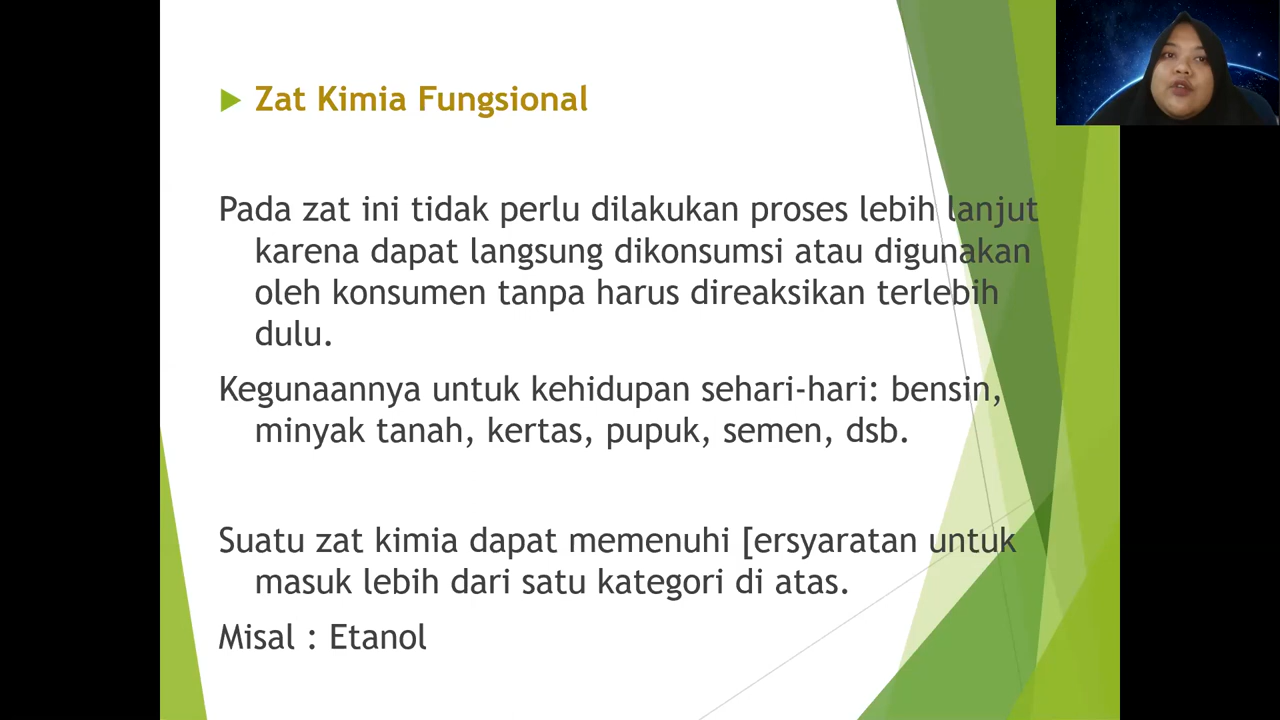 Zat Kimia Fungsional
Pada zat ini tidak perlu dilakukan proses lebih lanjut
karena dapat langsung dikonsumsi atau digunakan
oleh konsumen tanpa harus direaksikan terlebih
dulu.
Kegunaannya untuk kehidupan sehari-hari: bensin,
minyak tanah, kertas, pupuk, semen, dsb.
Suatu zat kimia dapat memenuhi [ersyaratan untuk
masuk lebih dari satu kategori di atas.
Misal : Etanol